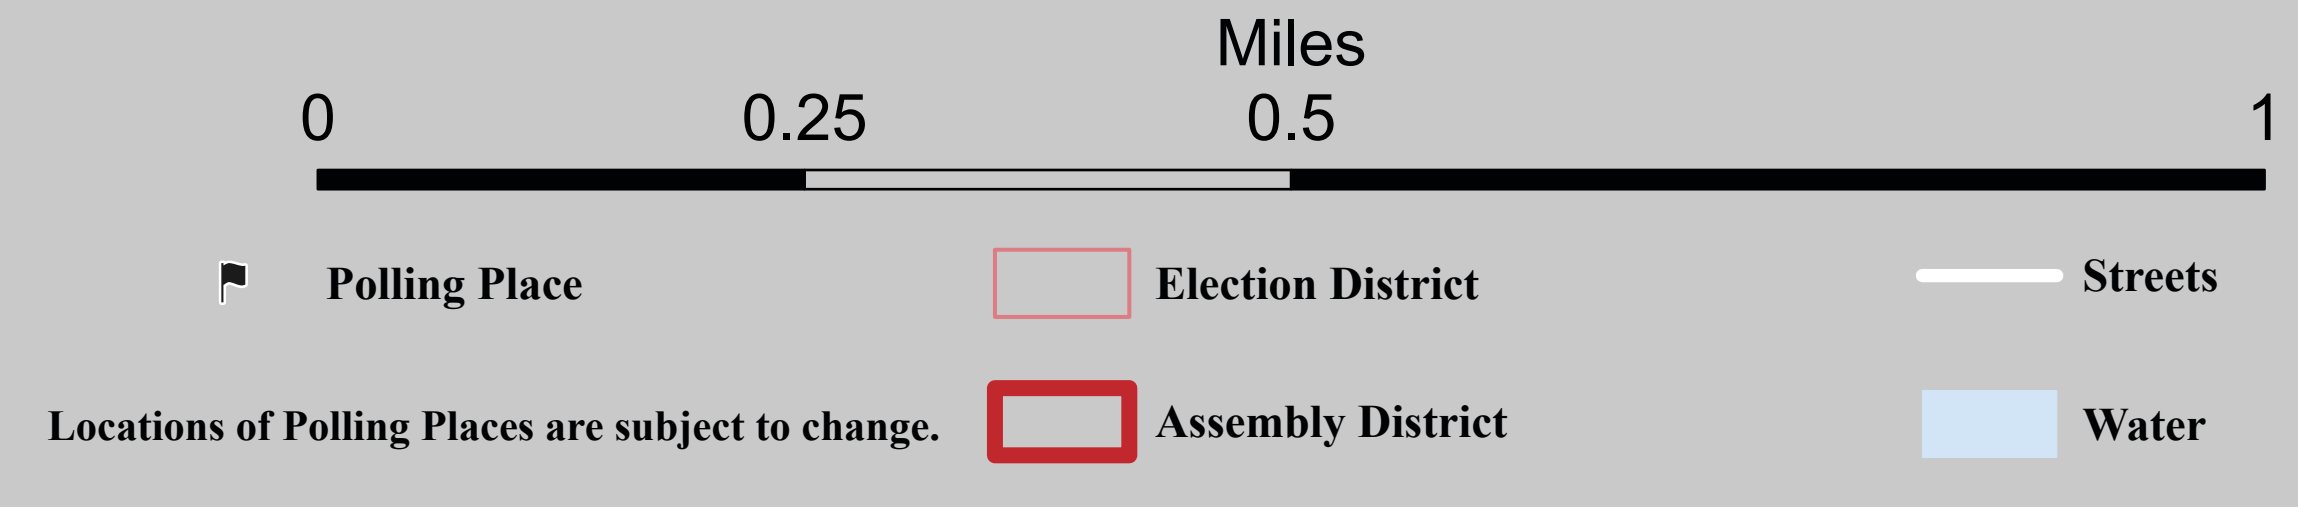 Miles
0 0.25 0.5 1
Polling Place
Election District
Streets
Locations of Polling Places are subject to change.
Assembly District
Water